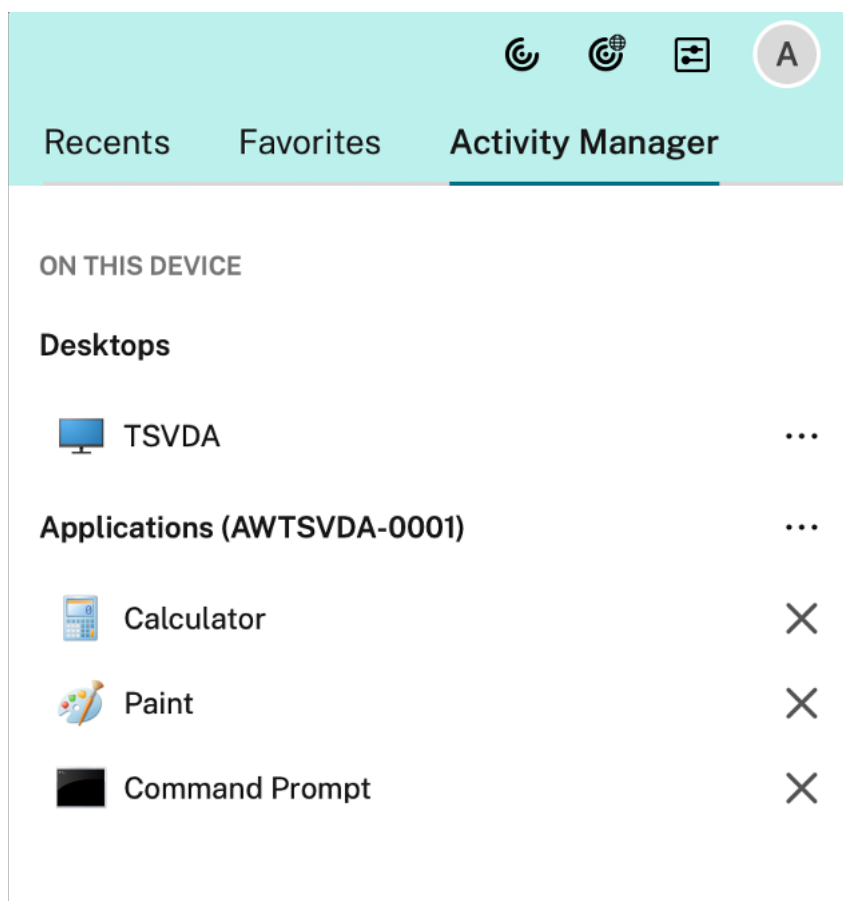 A
Recents Favorites Activity Manager
ON THIS DEVICE
Desktops
TSVDA ...
Applications (AWTSVDA-0001) ...
Calculator
Paint
Command Prompt